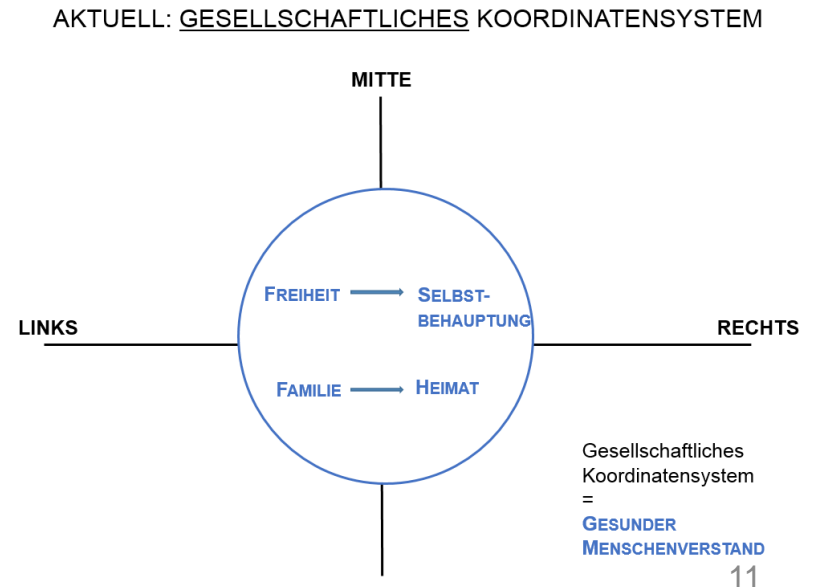 AKTUELL: GESELLSCHAFTLICHES KOORDINATENSYSTEM
MITTE
FREIHEIT
SELBST-
BEHAUPTUNG
LINKS
RECHTS
FAMILIE
HEIMAT
Gesellschaftliches
Koordinatensystem
=
GESUNDER
MENSCHENVERSTAND
11